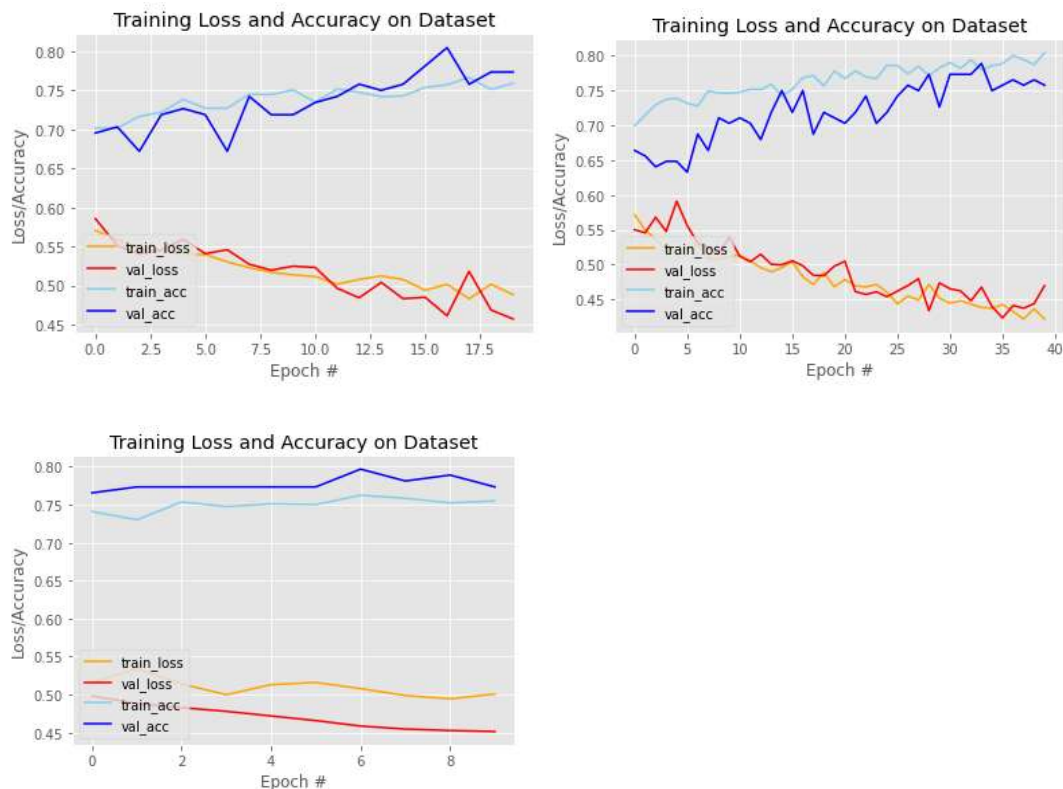 Training Loss and Accuracy on Dataset
0.80
0.75
0.70
0.65
0.60
0.55
0.50
0.45
Loss/Accuracy
train_loss
val_loss
train_acc
val_acc
0.0 2.5 5.0 7.5 10.0 12.5 15.0 17.5
Epoch #
Training Loss and Accuracy on Dataset
0.80
0.75
0.70
0.65
0.60
0.55
0.50
0.45
Loss/Accuracy
train_loss
val_loss
train_acc
val_acc
0 5 10 15 20 25 30 35 40
Epoch #
Training Loss and Accuracy on Dataset
0.80
0.75
0.70
0.65
0.60
0.55
0.50
0.45
Loss/Accuracy
train_loss
val_loss
train_acc
val_acc
0 2 4 6 8
Epoch #